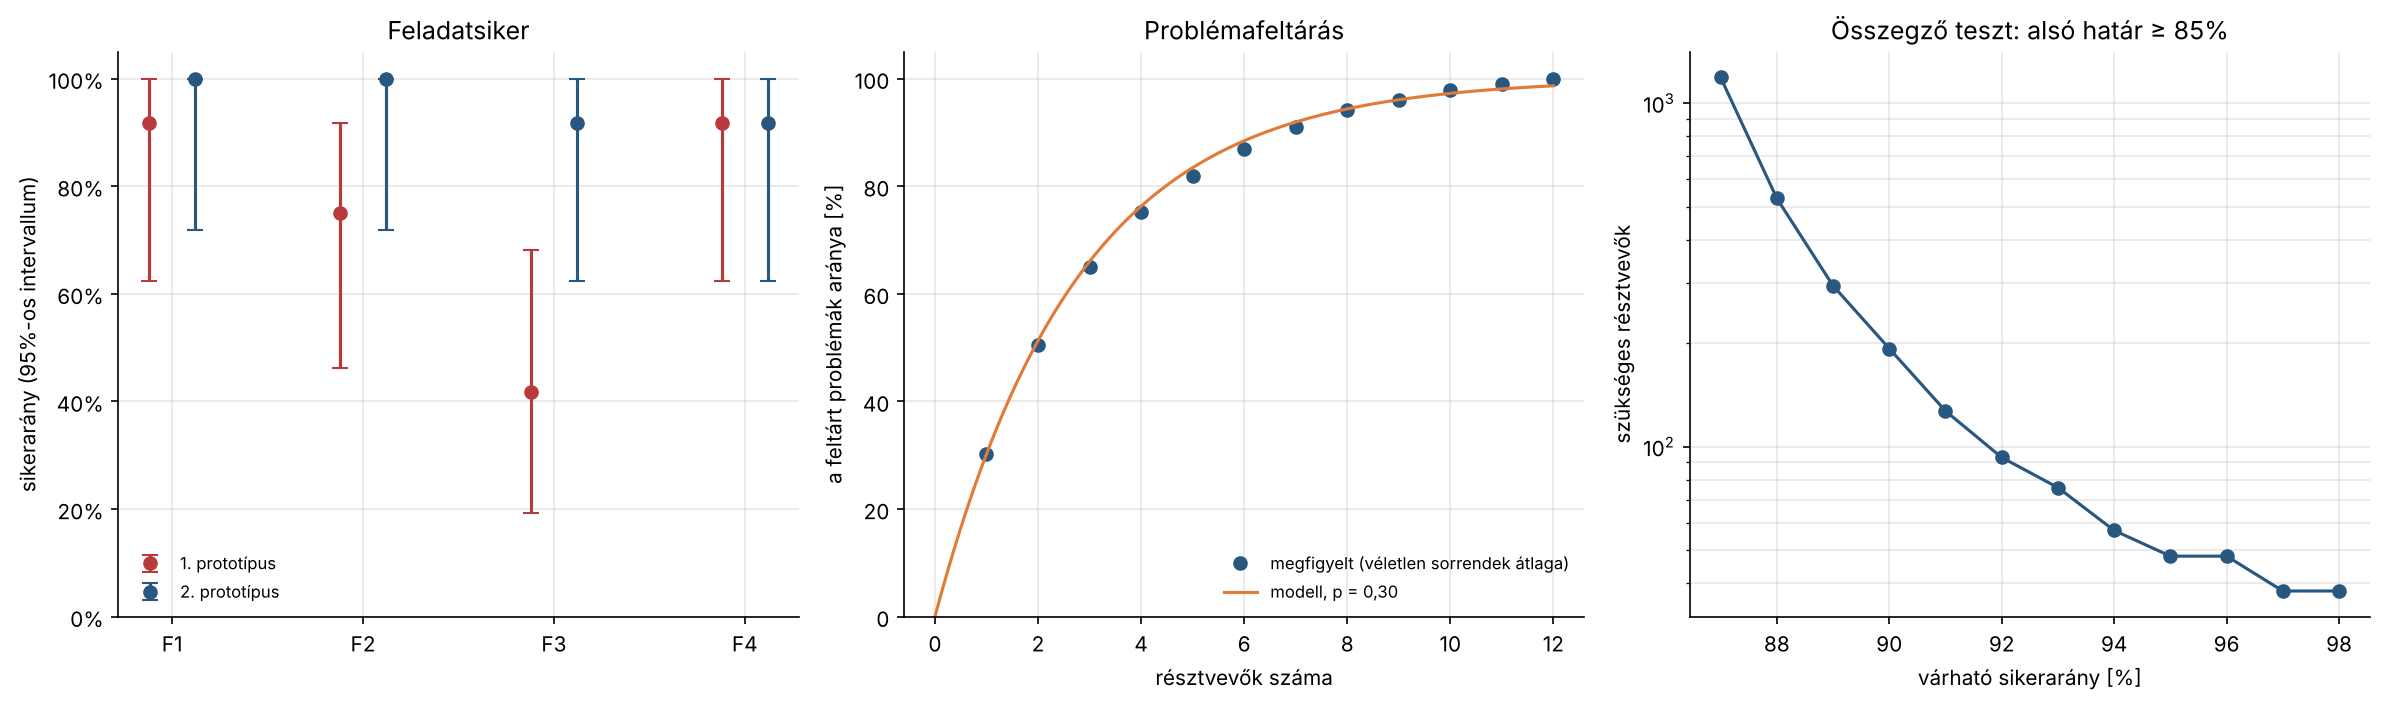 Feladatsiker
sikerarány (95%-os intervallum)
100%
80%
60%
40%
20%
0%
1. prototípus
2. prototípus
F1
F2
F3
F4
Problémafeltárás
a feltárt problémák aránya [%]
100
80
60
40
20
0
megfigyelt (véletlen sorrendek átlaga)
modell, p = 0,30
0
2
4
6
8
10
12
résztvevők száma
Összegző teszt: alsó határ ≥ 85%
szükséges résztvevők
10³
10²
88
90
92
94
96
98
várható sikerarány [%]